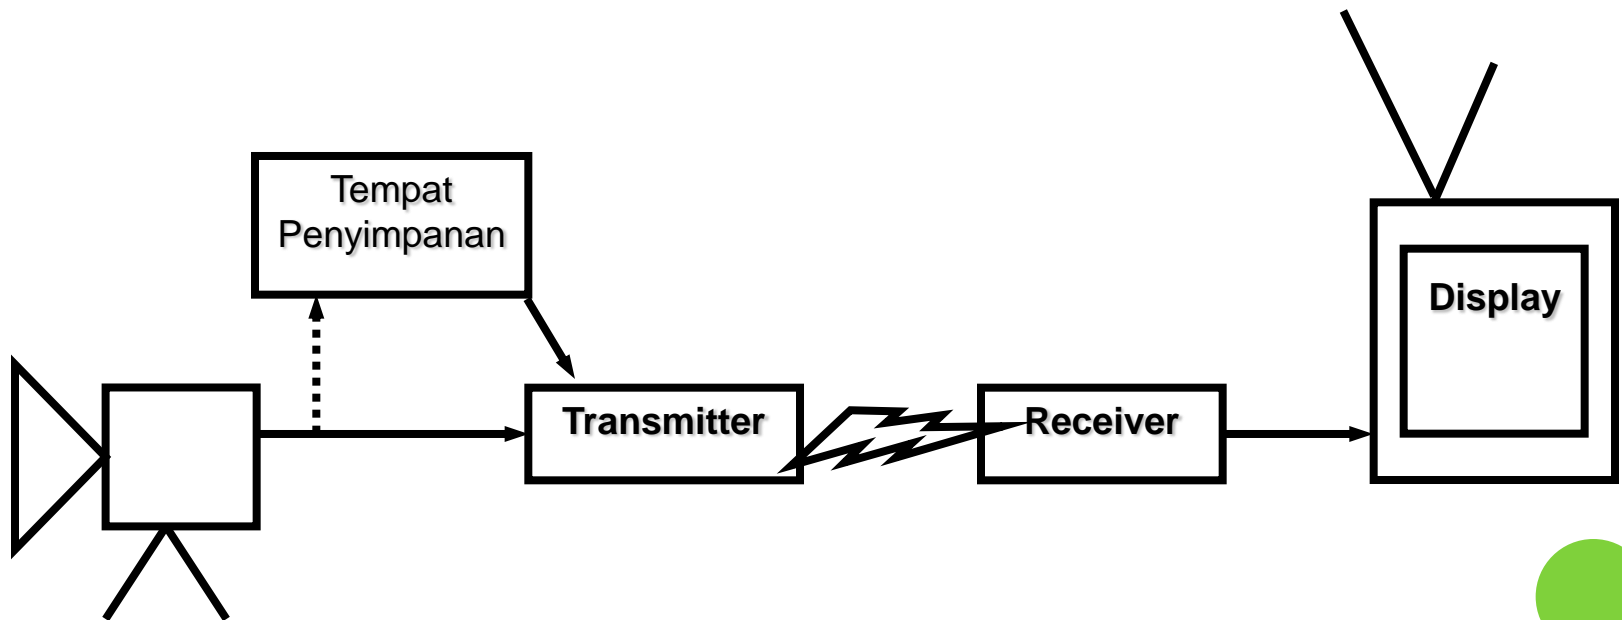 Tempat
Penyimpanan
Transmitter
Receiver
Display